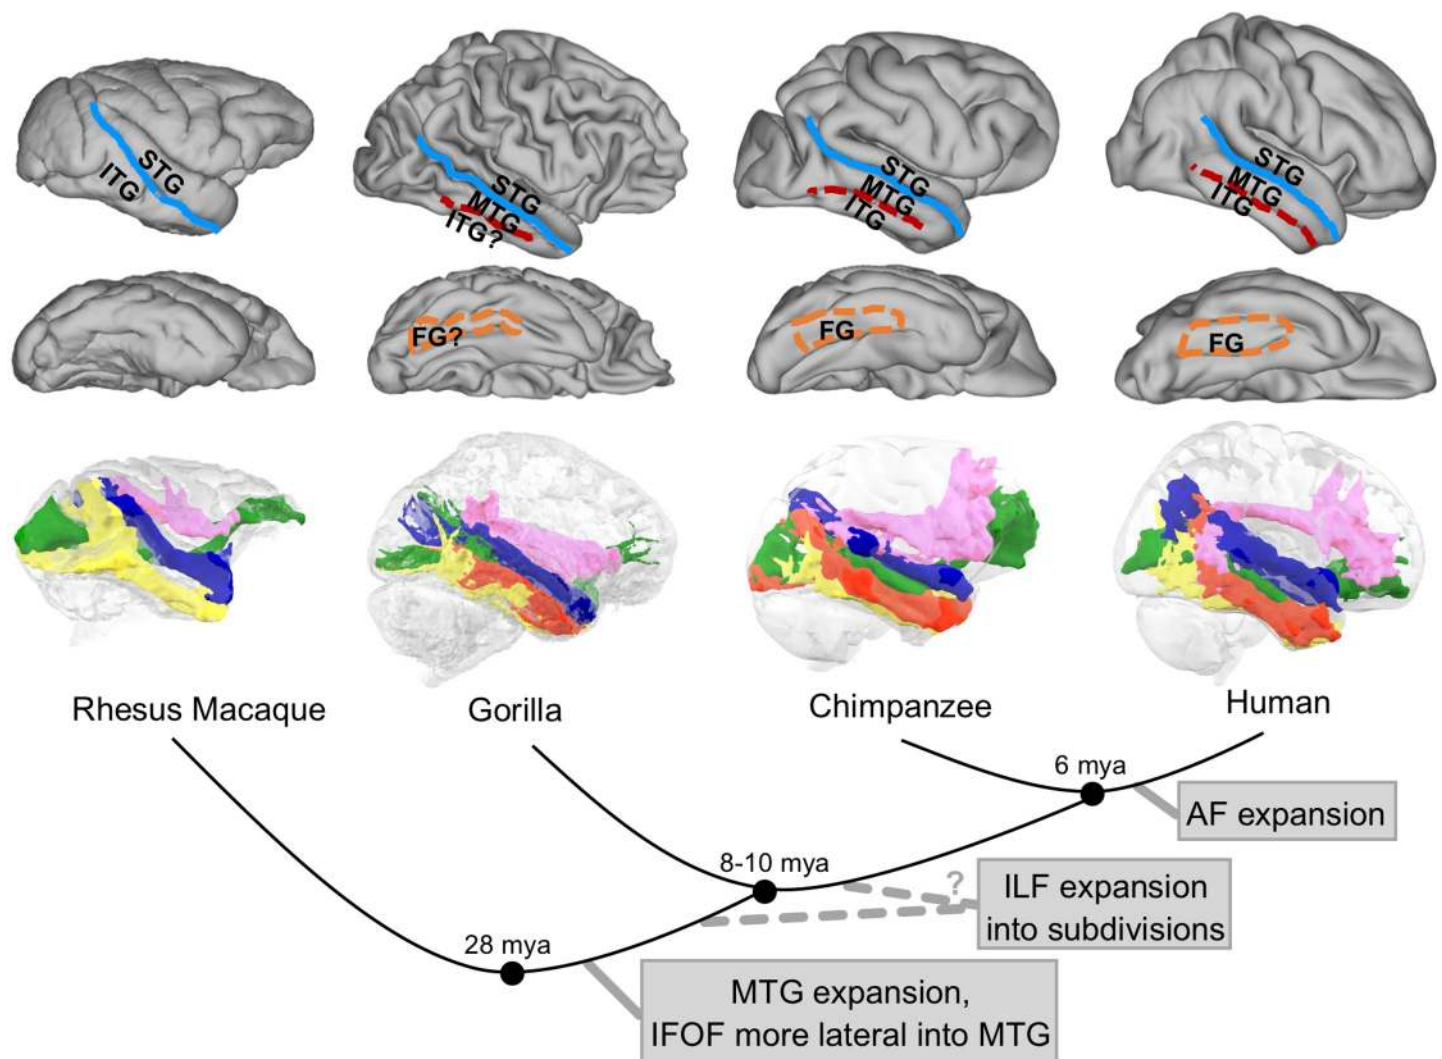 STG
ITG
STG
MTG
ITG?
STG
MTG
ITG
STG
MTG
ITG
FG?
FG
FG
Rhesus Macaque
Gorilla
Chimpanzee
Human
6 mya
AF expansion
8-10 mya
?
ILF expansion
into subdivisions
28 mya
MTG expansion,
IFOF more lateral into MTG